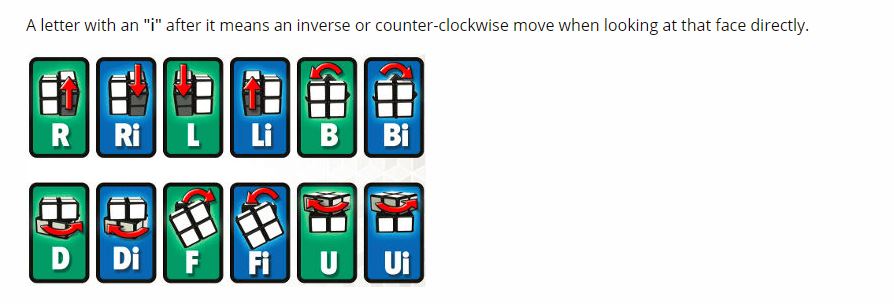 A letter with an "i" after it means an inverse or counter-clockwise move when looking at that face directly.
R Ri L Li B Bi
D Di F Fi U Ui